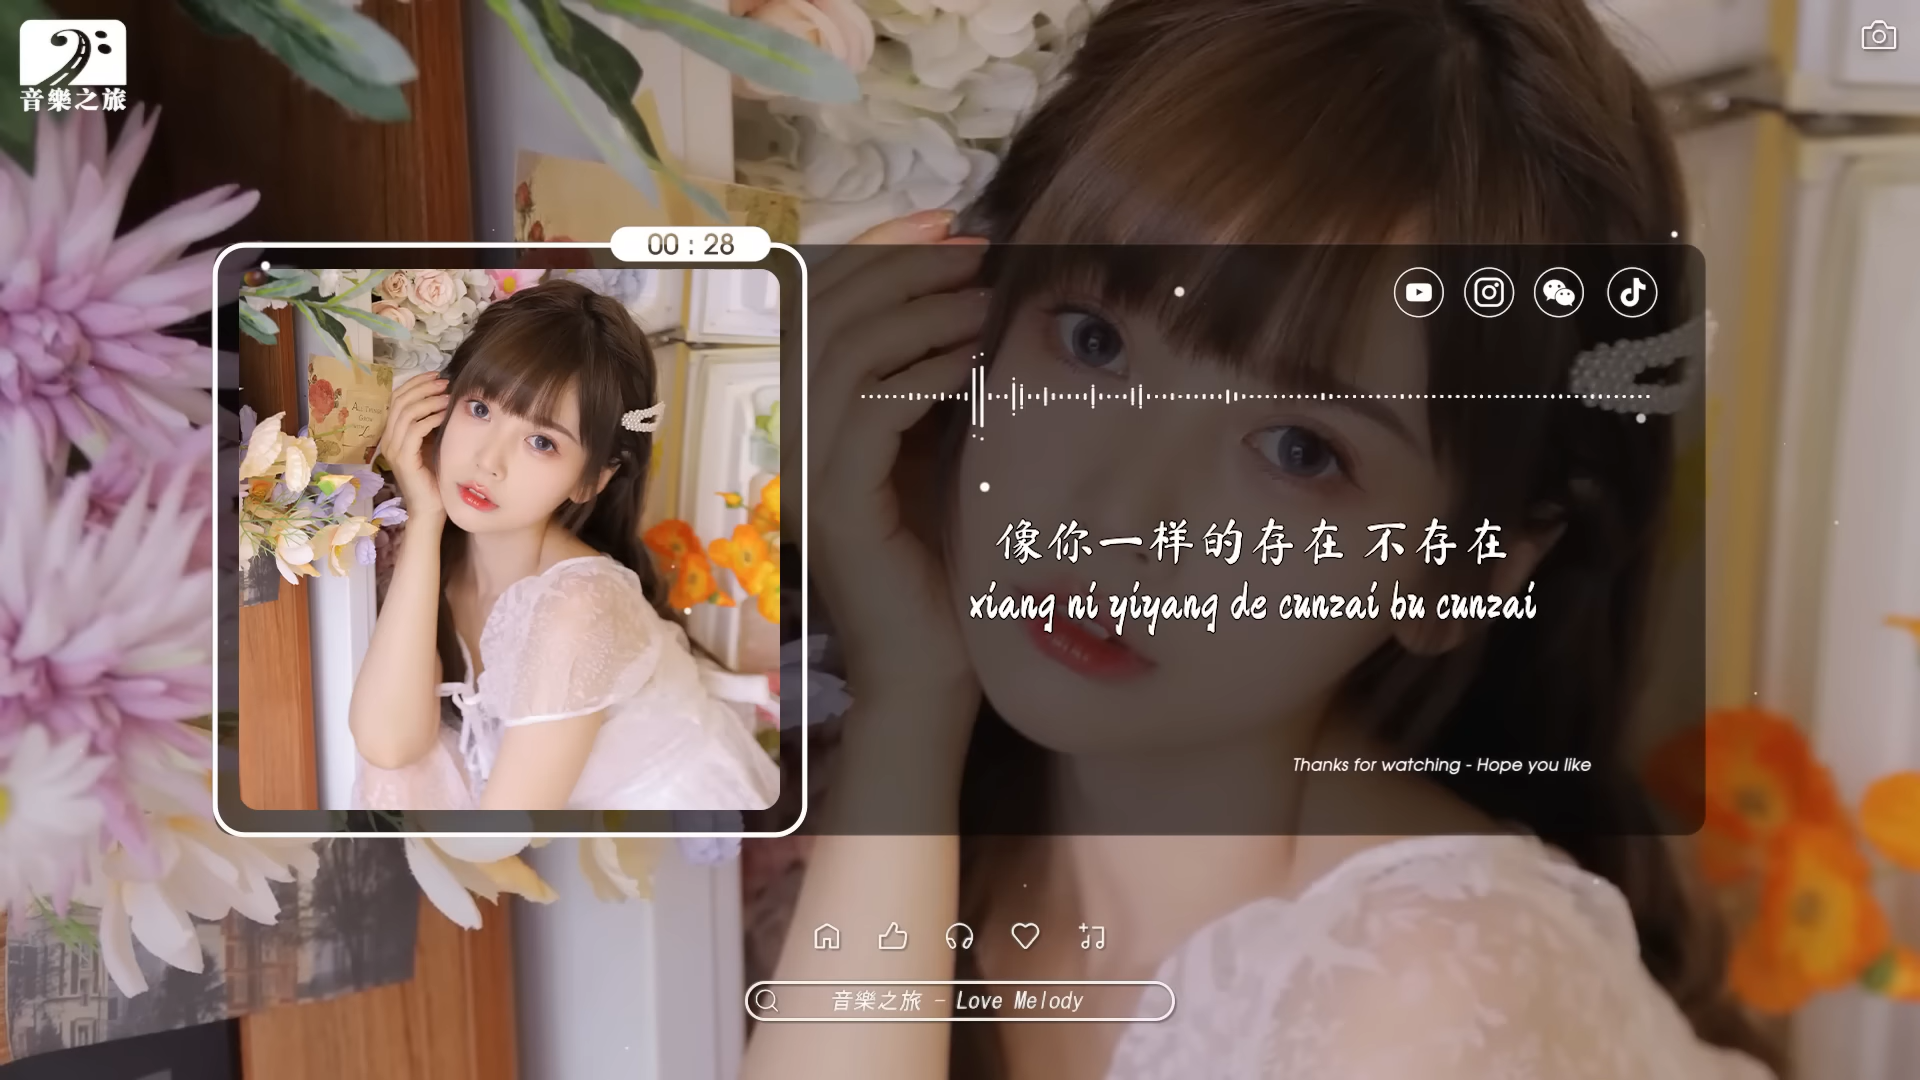 音樂之旅
00 : 28
像你一样的存在 不存在
xiang ni yiyang de cunzai bu cunzai
Thanks for watching - Hope you like
音樂之旅 - Love Melody